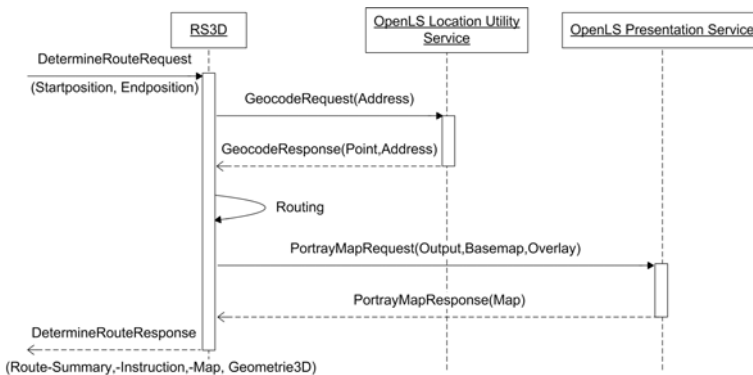 RS3D
OpenLS Location Utility
Service
OpenLS Presentation Service
DetermineRouteRequest
(Startposition, Endposition)
GeocodeRequest(Address)
GeocodeResponse(Point,Address)
Routing
PortrayMapRequest(Output,Basemap,Overlay)
PortrayMapResponse(Map)
DetermineRouteResponse
(Route-Summary,-Instruction,-Map, Geometrie3D)